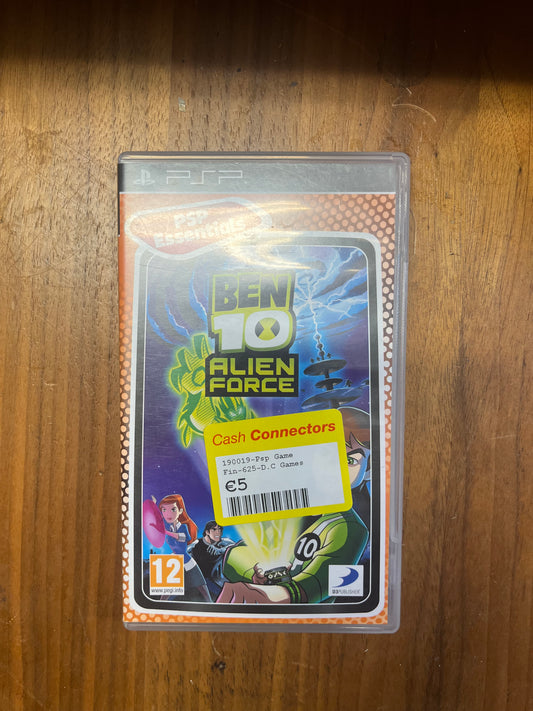 PSP
PSP
Essentials
BEN
10
ALIEN
FORCE
Cash Connectors
190019-Psp Game
Fin-625-D.C Games
€5
10
12
www.pegi.info
D3PUBLISHER